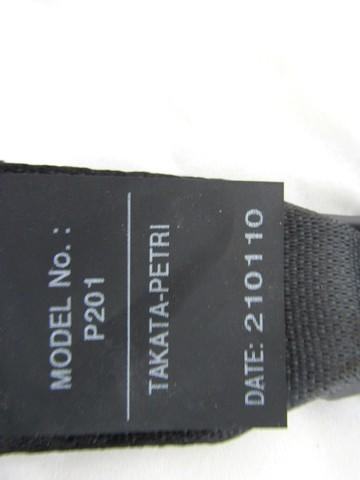 MODEL No. :
P201
TAKATA-PETRI
DATE: 210110